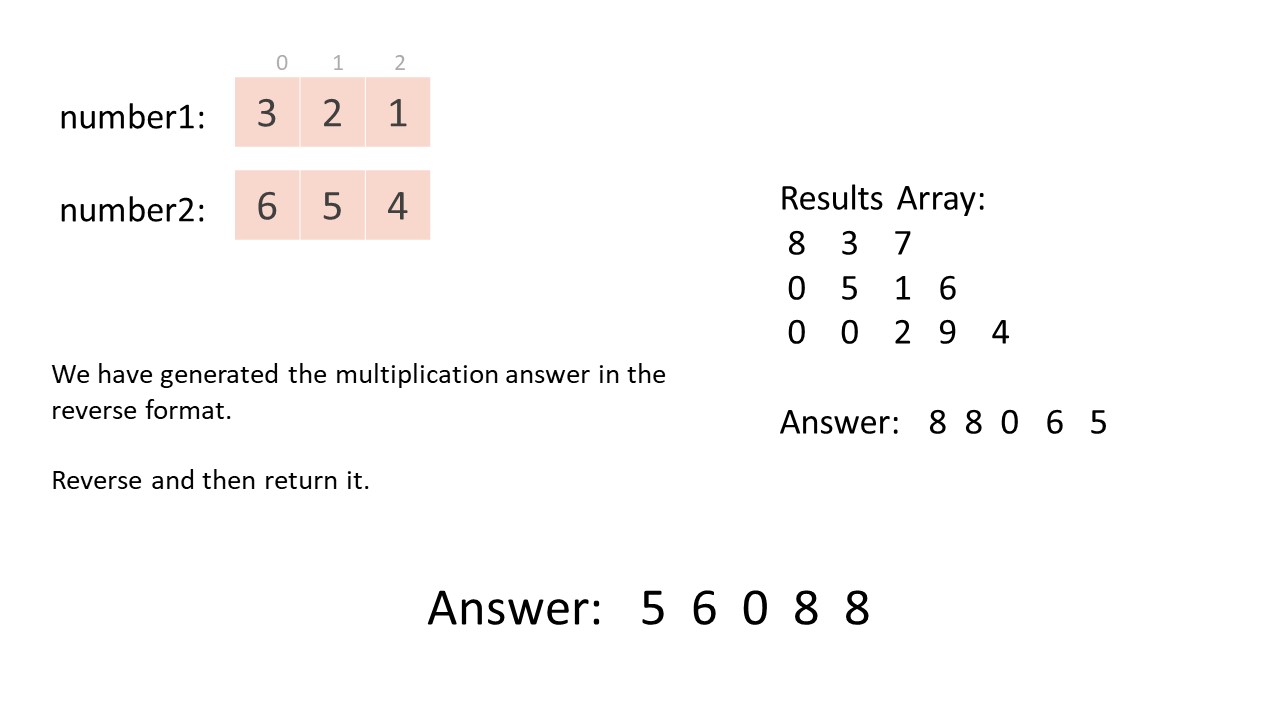 0 1 2
number1: 3 2 1
number2: 6 5 4
Results Array:
8 3 7
0 5 1 6
0 0 2 9 4
We have generated the multiplication answer in the
reverse format.
Answer: 8 8 0 6 5
Reverse and then return it.
Answer: 5 6 0 8 8